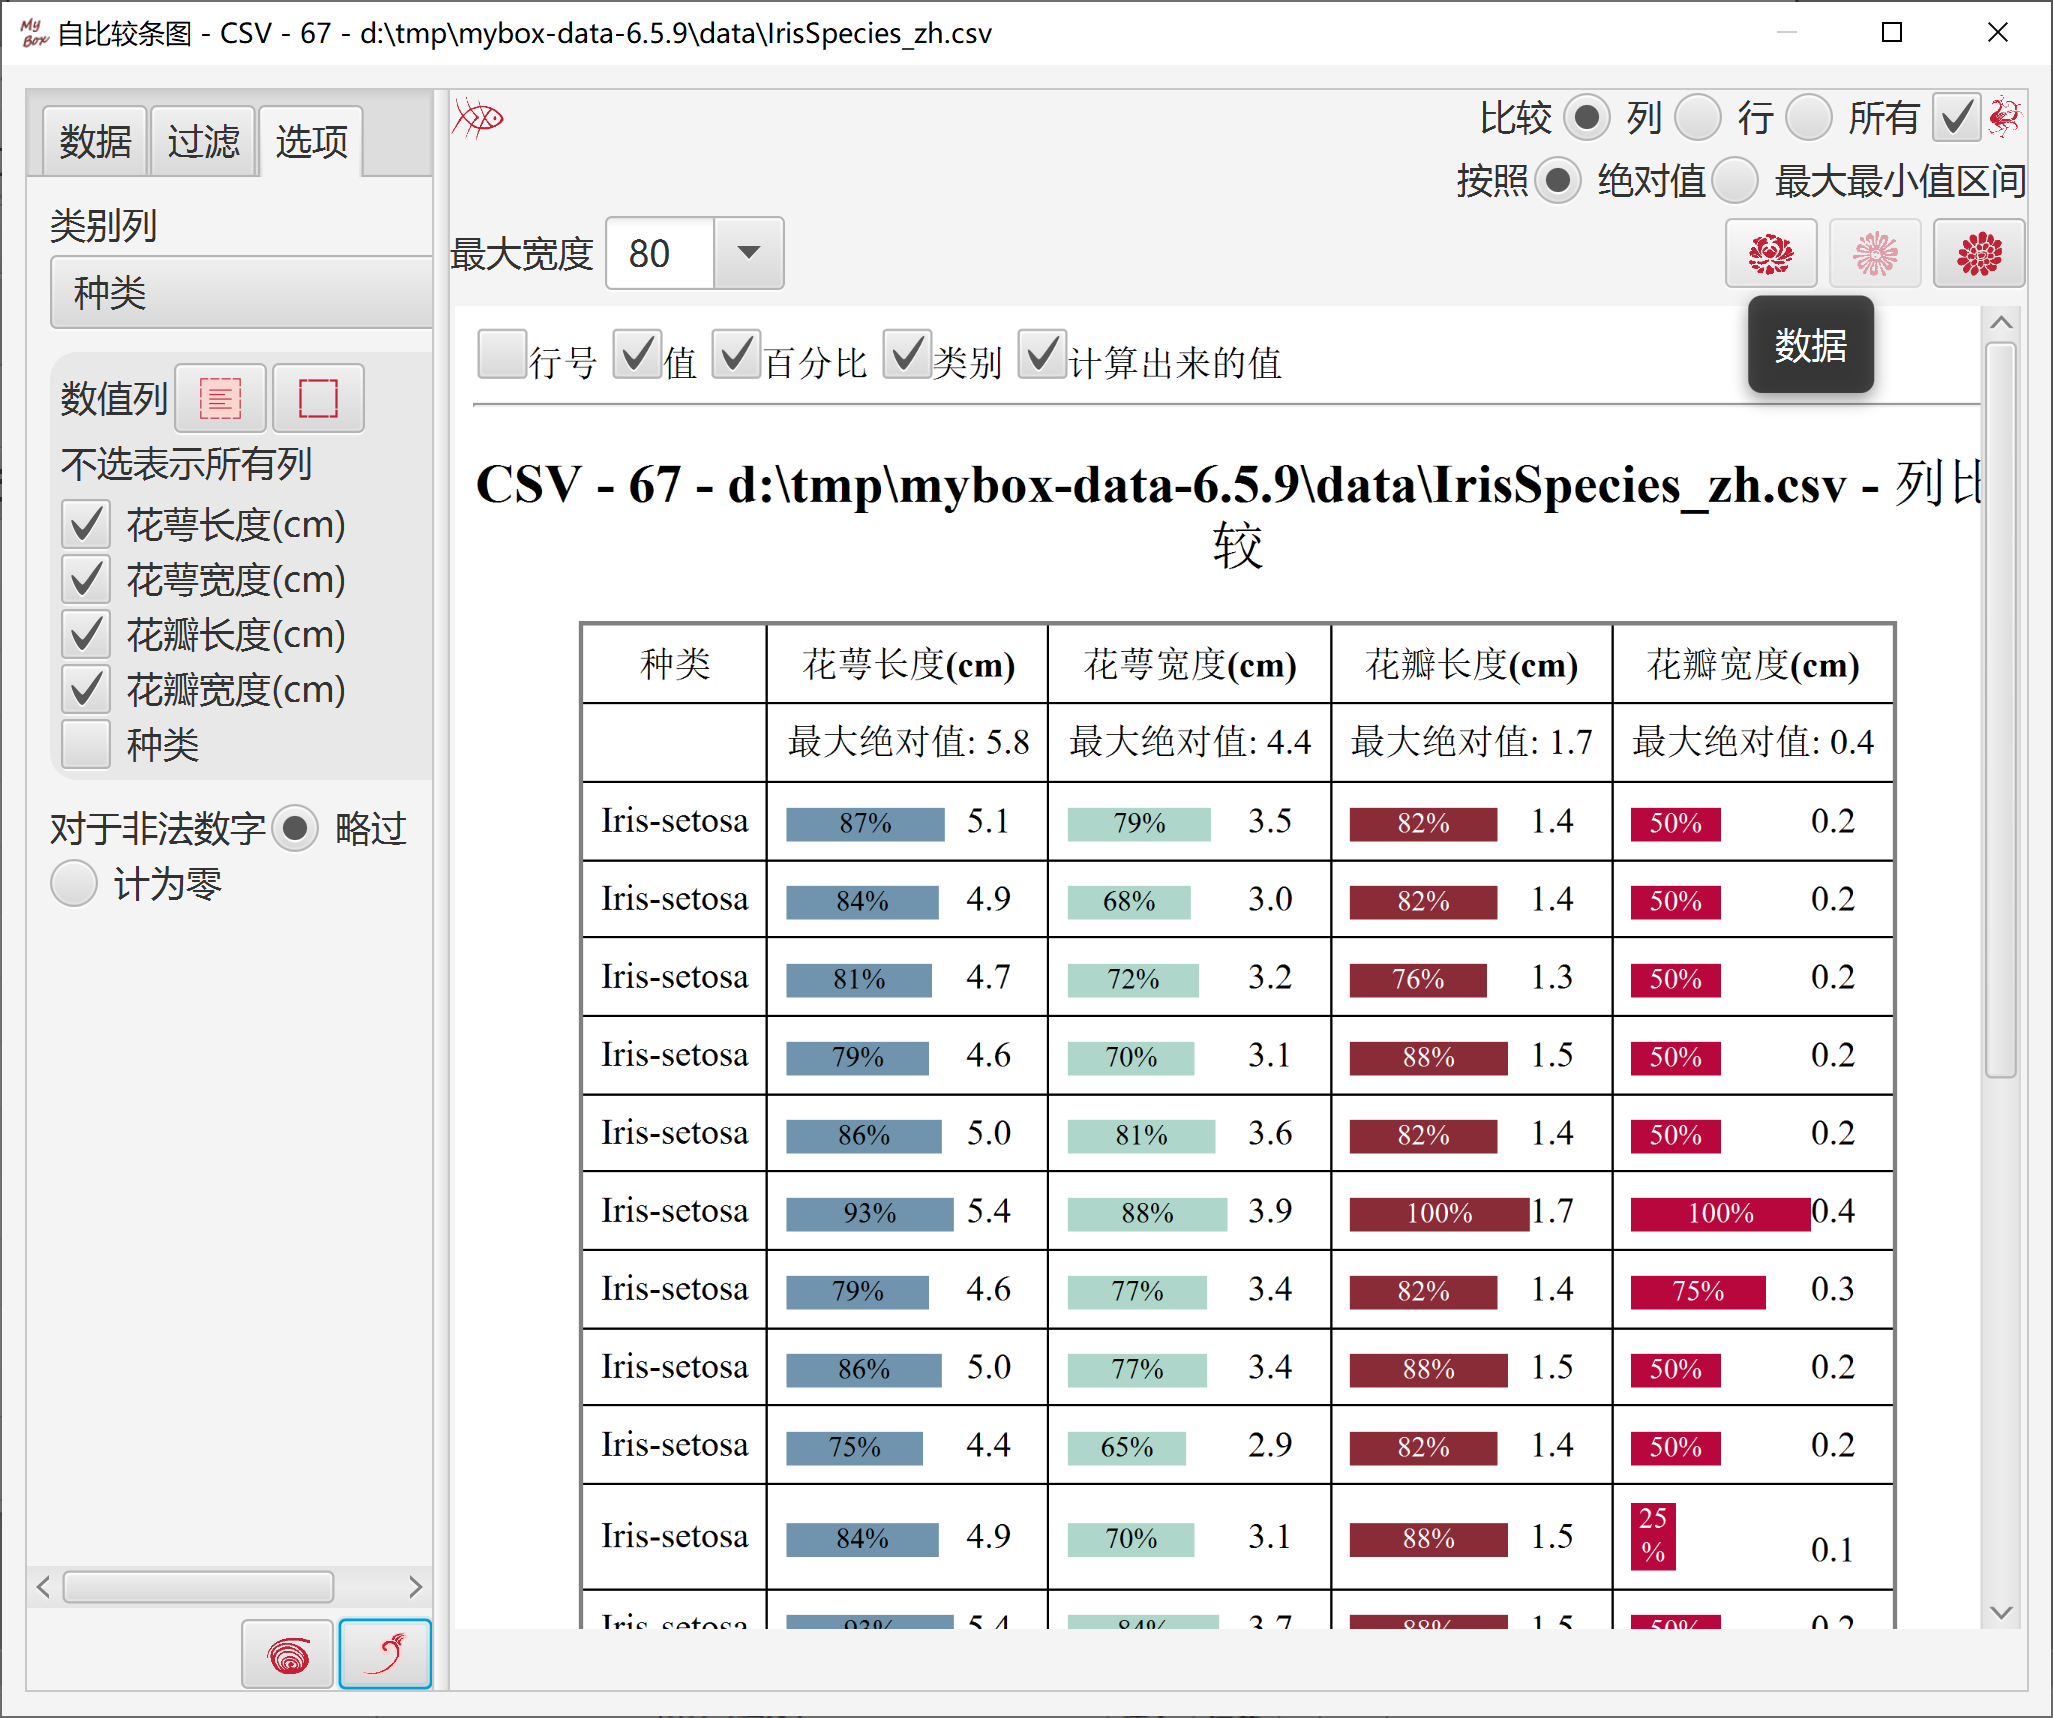 My Box 自比较条图 - CSV - 67 - d:\tmp\mybox-data-6.5.9\data\IrisSpecies_zh.csv
数据 过滤 选项
类别列
种类
数值列
不选表示所有列
花萼长度(cm)
花萼宽度(cm)
花瓣长度(cm)
花瓣宽度(cm)
种类
对于非法数字 略过
计为零
比较 列 行 所有
按照 绝对值 最大最小值区间
最大宽度 80
数据
行号 值 百分比 类别 计算出来的值
CSV - 67 - d:\tmp\mybox-data-6.5.9\data\IrisSpecies_zh.csv - 列比
较
种类 花萼长度(cm) 花萼宽度(cm) 花瓣长度(cm) 花瓣宽度(cm)
最大绝对值: 5.8 最大绝对值: 4.4 最大绝对值: 1.7 最大绝对值: 0.4
Iris-setosa 87% 5.1 79% 3.5 82% 1.4 50% 0.2
Iris-setosa 84% 4.9 68% 3.0 82% 1.4 50% 0.2
Iris-setosa 81% 4.7 72% 3.2 76% 1.3 50% 0.2
Iris-setosa 79% 4.6 70% 3.1 88% 1.5 50% 0.2
Iris-setosa 86% 5.0 81% 3.6 82% 1.4 50% 0.2
Iris-setosa 93% 5.4 88% 3.9 100% 1.7 100% 0.4
Iris-setosa 79% 4.6 77% 3.4 82% 1.4 75% 0.3
Iris-setosa 86% 5.0 77% 3.4 88% 1.5 50% 0.2
Iris-setosa 75% 4.4 65% 2.9 82% 1.4 50% 0.2
Iris-setosa 84% 4.9 70% 3.1 88% 1.5 25% 0.1
Iris-setosa 93% 5.4 84% 3.7 88% 1.5 50% 0.2